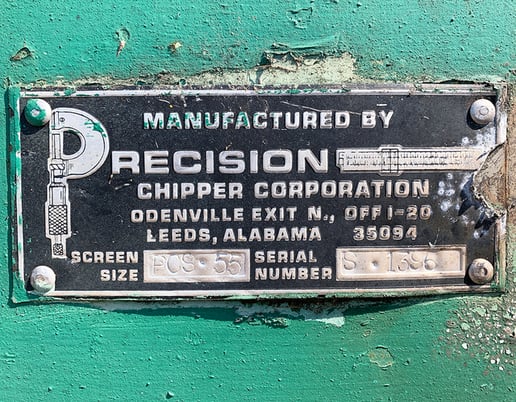 MANUFACTURED BY
PRECISION
CHIPPER CORPORATION
ODENVILLE EXIT N., OFF I-20
LEEDS, ALABAMA 35094
SCREEN SIZE PCS-55 SERIAL NUMBER S-1396